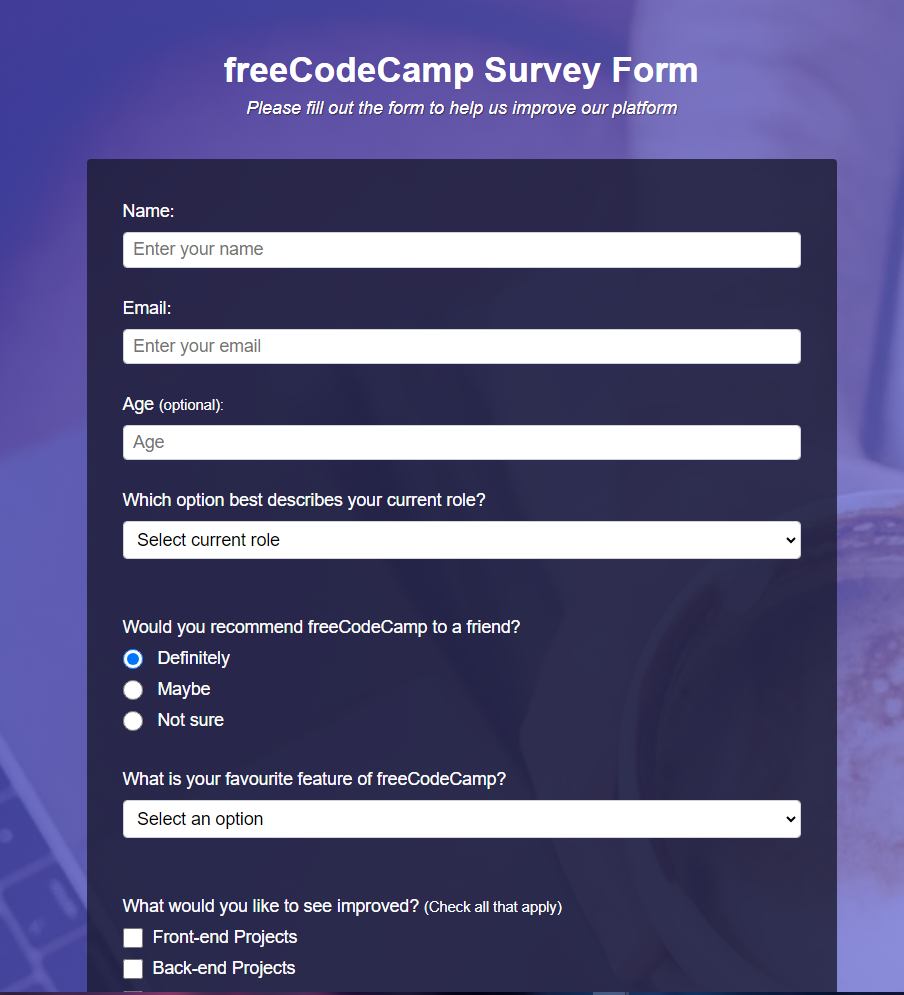 freeCodeCamp Survey Form
Please fill out the form to help us improve our platform
Name:
Enter your name
Email:
Enter your email
Age (optional):
Age
Which option best describes your current role?
Select current role
Would you recommend freeCodeCamp to a friend?
Definitely
Maybe
Not sure
What is your favourite feature of freeCodeCamp?
Select an option
What would you like to see improved? (Check all that apply)
Front-end Projects
Back-end Projects